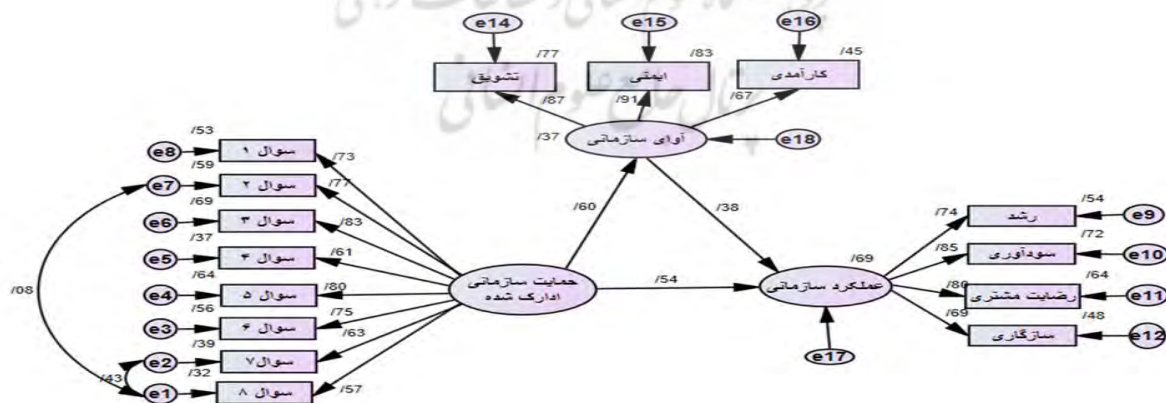 e14 e15 e16
/77 /83 /45
تشویق ایمنی کارآمدی
/87 /91 /67
/37 آوای سازمانی e18
/53
e8 سوال ۱ /73
/59
e7 سوال ۲ /77
/69
e6 سوال ۳ /83
/37
e5 سوال ۴ /61
/64
e4 سوال ۵ /80
/56
e3 سوال ۶ /75
/39
e2 سوال ۷ /63
/32
e1 سوال ۸ /57
/08
/43
حمایت سازمانی
ادارک شده
/60 /38
/54
/69
عملکرد سازمانی
e17
/54
/74 رشد e9
/72
/85 سودآوری e10
/64
/80 رضایت مشتری e11
/48
/69 سازگاری e12